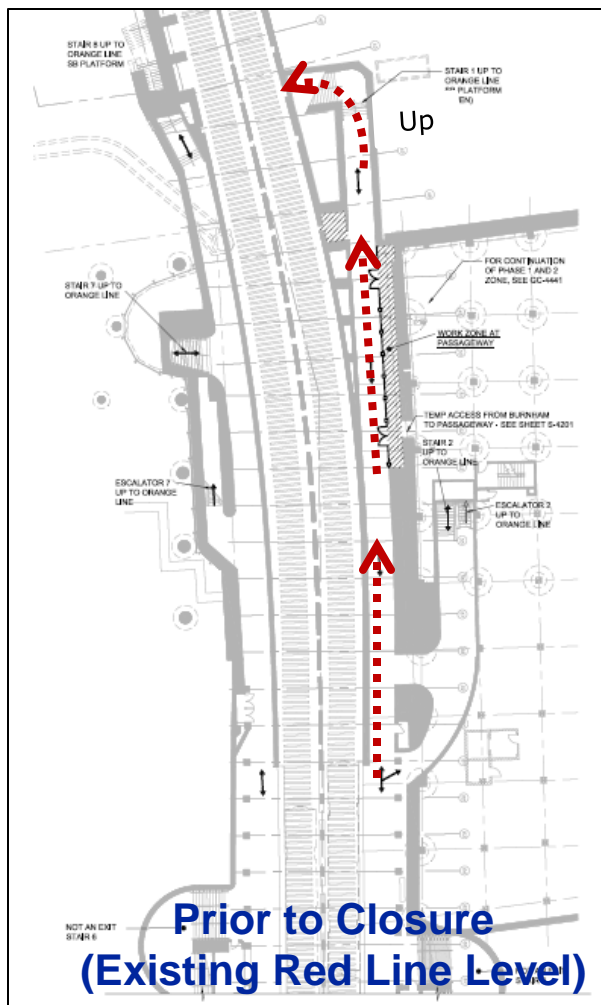 STAIR 8 UP TO
ORANGE LINE
SB PLATFORM
STAIR 1 UP TO
ORANGE LINE
PLATFORM
EN)
Up
FOR CONTINUATION
OF PHASE 1 AND 2
ZONE, SEE GC-4441
STAIR 7 UP TO
ORANGE LINE
WORK ZONE AT
PASSAGEWAY
TEMP ACCESS FROM BURNHAM
TO PASSAGEWAY - SEE SHEET S-4201
STAIR 2
UP TO
ORANGE LINE
ESCALATOR 7
UP TO ORANGE
LINE
ESCALATOR 2
UP TO
ORANGE LINE
NOT AN EXIT
STAIR 6
Prior to Closure
(Existing Red Line Level)